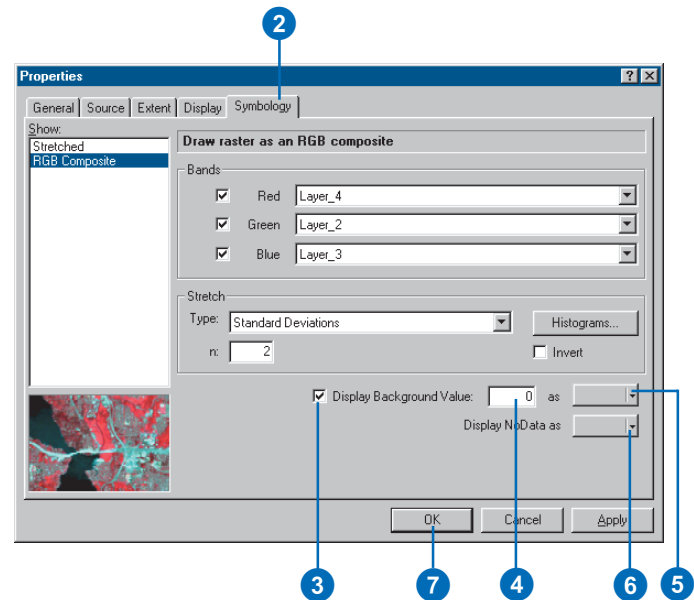 2
Properties
General Source Extent Display Symbology
Show:
Stretched
RGB Composite
Draw raster as an RGB composite
Bands
Red Layer_4
Green Layer_2
Blue Layer_3
Stretch
Type: Standard Deviations Histograms...
n: 2 Invert
Display Background Value: 0 as
Display NoData as
OK Cancel Apply
3 7 4 6 5